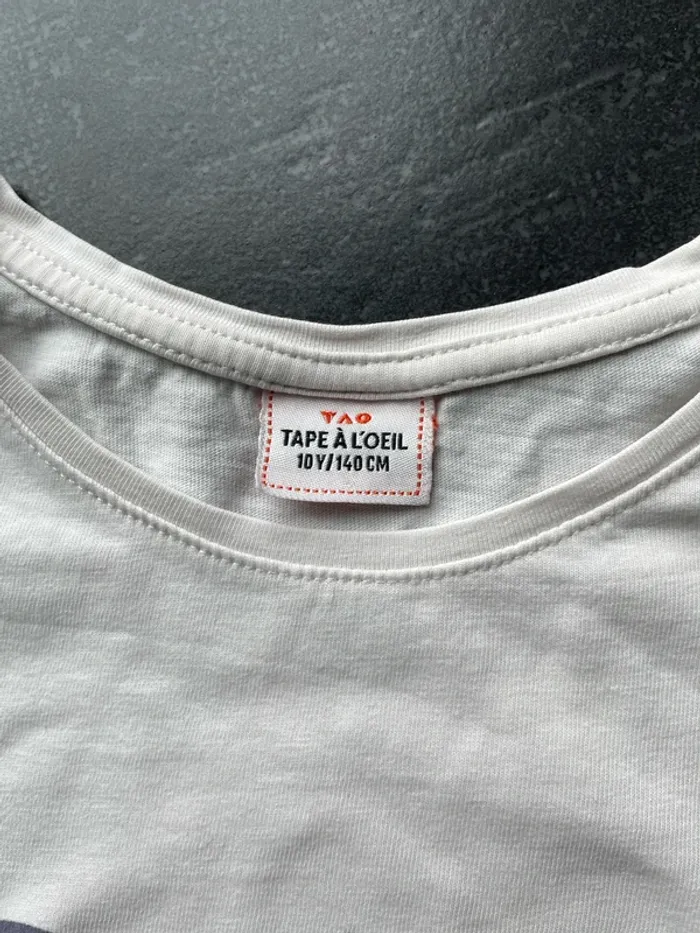 TAO
TAPE À L'OEIL
10Y/140CM